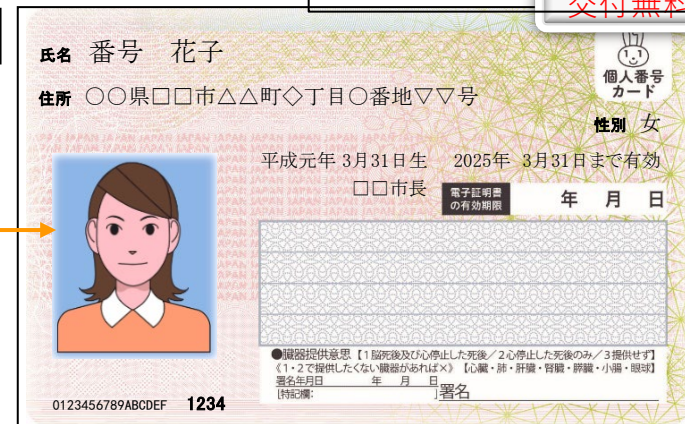 交付無料
氏名 番号 花子
個人番号
カード
住所 〇〇県□□市△△町◇丁目〇番地▽▽号
性別 女
平成元年 3月31日生 2025年 3月31日まで有効
□□市長
電子証明書
の有効期限
年 月 日
●臓器提供意思【1 脳死後及び心停止した死後／2 心停止した死後のみ／3 提供せず】
《1・2で提供したくない臓器があれば×》【心臓・肺・肝臓・腎臓・膵臓・小腸・眼球】
署名年月日 年 月 日
[特記欄: ]署名
0123456789ABCDEF 1234